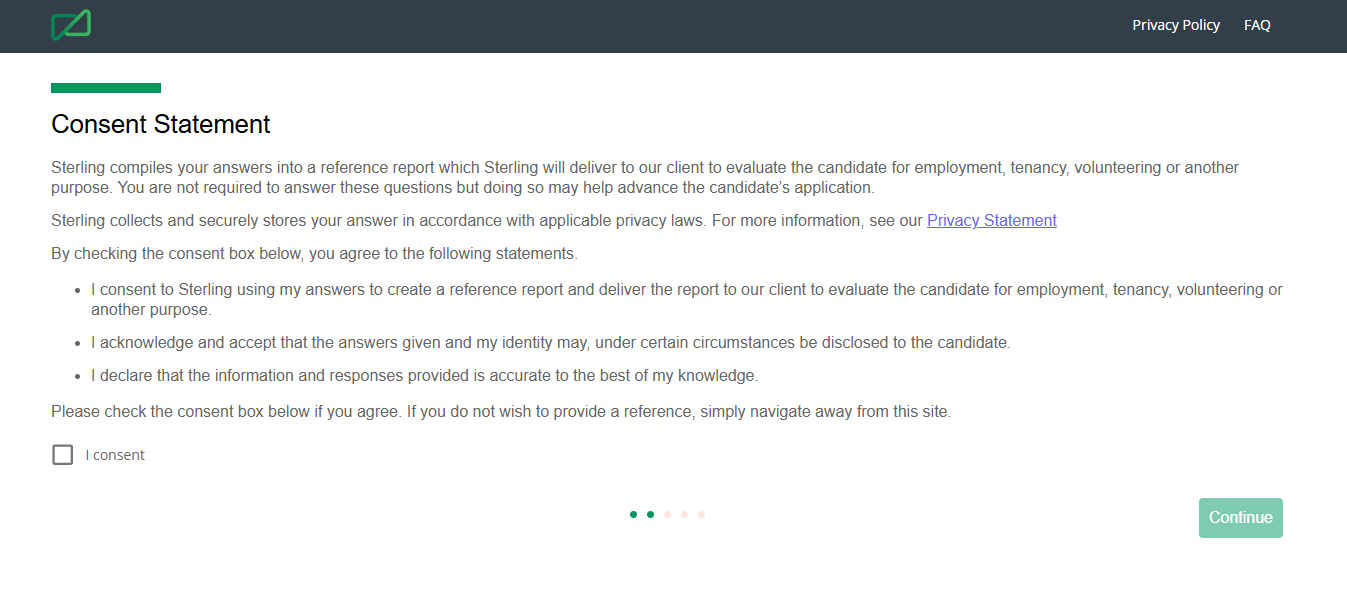 Privacy Policy FAQ
Consent Statement
Sterling compiles your answers into a reference report which Sterling will deliver to our client to evaluate the candidate for employment, tenancy, volunteering or another
purpose. You are not required to answer these questions but doing so may help advance the candidate’s application.
Sterling collects and securely stores your answer in accordance with applicable privacy laws. For more information, see our Privacy Statement
By checking the consent box below, you agree to the following statements.
• I consent to Sterling using my answers to create a reference report and deliver the report to our client to evaluate the candidate for employment, tenancy, volunteering or
another purpose.
• I acknowledge and accept that the answers given and my identity may, under certain circumstances be disclosed to the candidate.
• I declare that the information and responses provided is accurate to the best of my knowledge.
Please check the consent box below if you agree. If you do not wish to provide a reference, simply navigate away from this site.
I consent
Continue